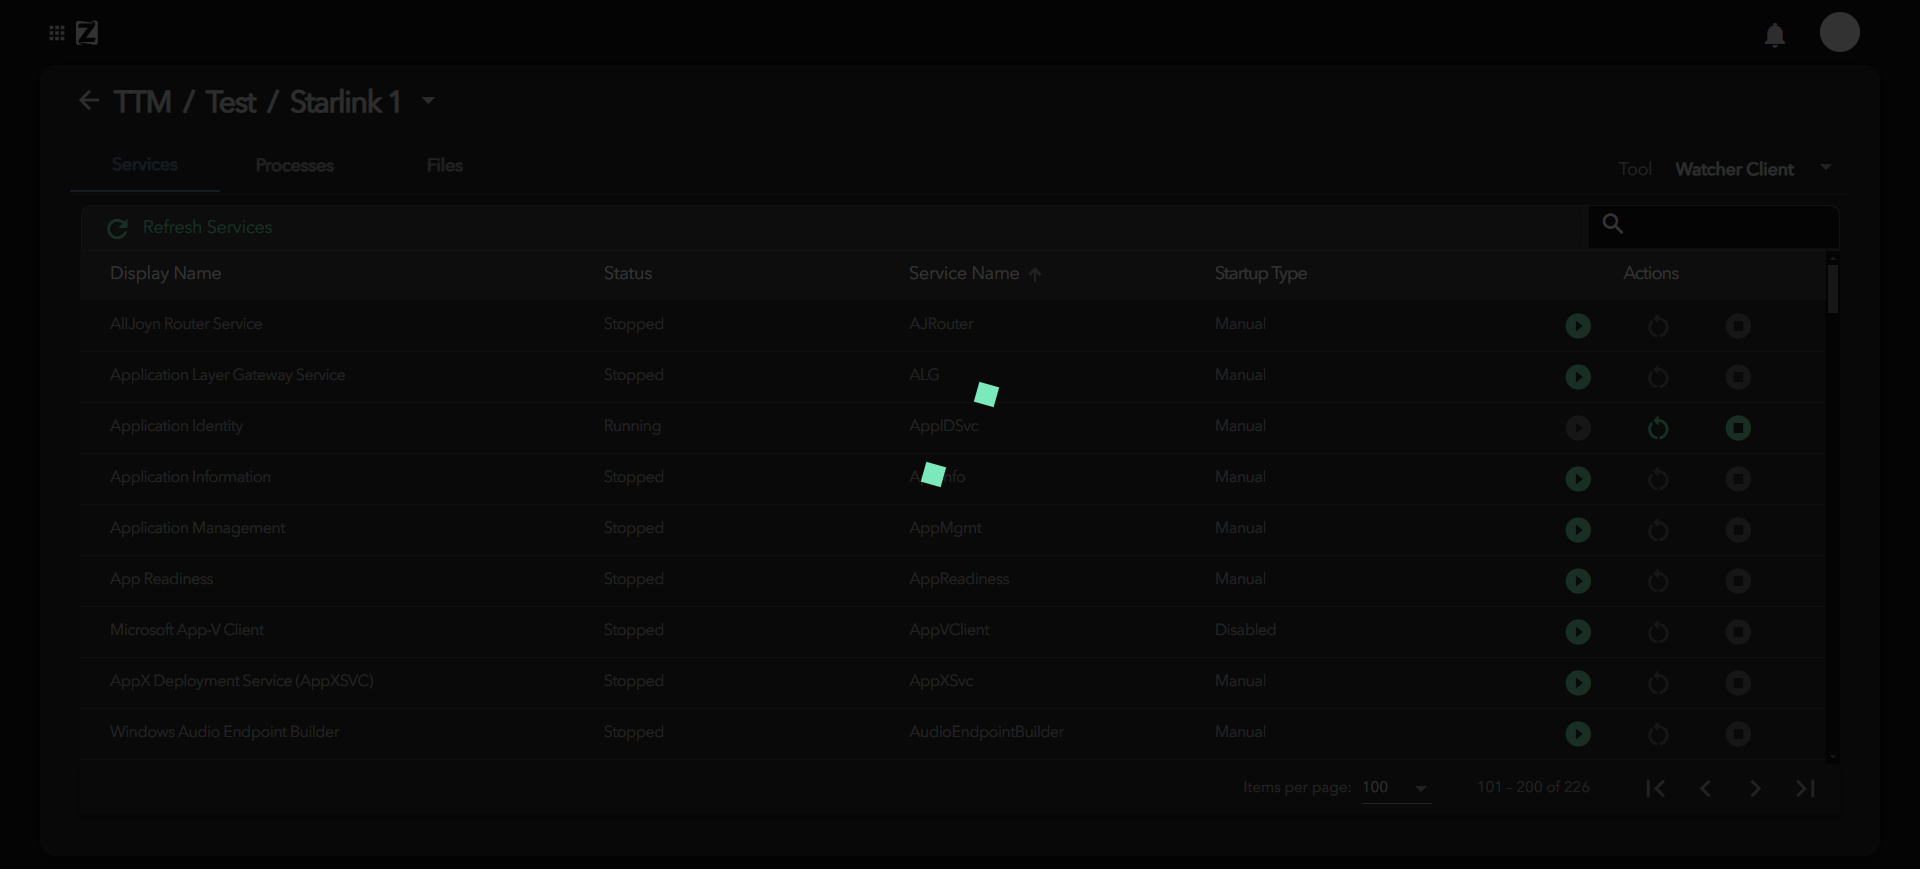 Z
TTM / Test / Starlink 1
Services Processes Files Tool Watcher Client
Refresh Services
Display Name Status Service Name Startup Type Actions
AllJoyn Router Service Stopped AJRouter Manual
Application Layer Gateway Service Stopped ALG Manual
Application Identity Running AppIDSvc Manual
Application Information Stopped Manual
Application Management Stopped AppMgmt Manual
App Readiness Stopped AppReadiness Manual
Microsoft App-V Client Stopped AppVClient Disabled
AppX Deployment Service (AppXSVC) Stopped AppXSvc Manual
Windows Audio Endpoint Builder Stopped AudioEndpointBuilder Manual
Items per page: 100 101 - 200 of 226